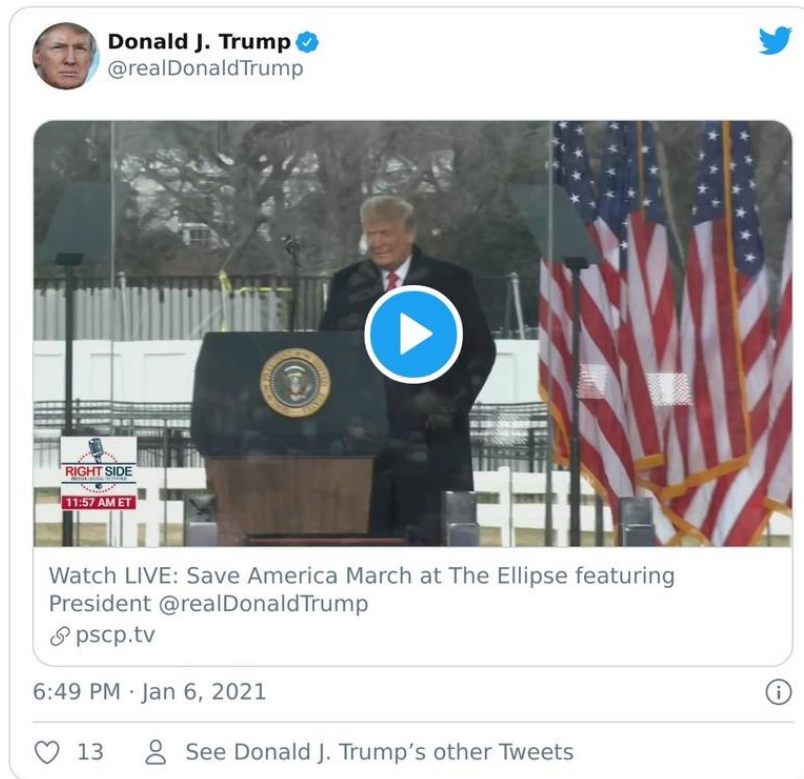 Donald J. Trump
@realDonaldTrump
RIGHT SIDE
11:57 AM ET
Watch LIVE: Save America March at The Ellipse featuring
President @realDonaldTrump
pscp.tv
6:49 PM · Jan 6, 2021
13 See Donald J. Trump’s other Tweets